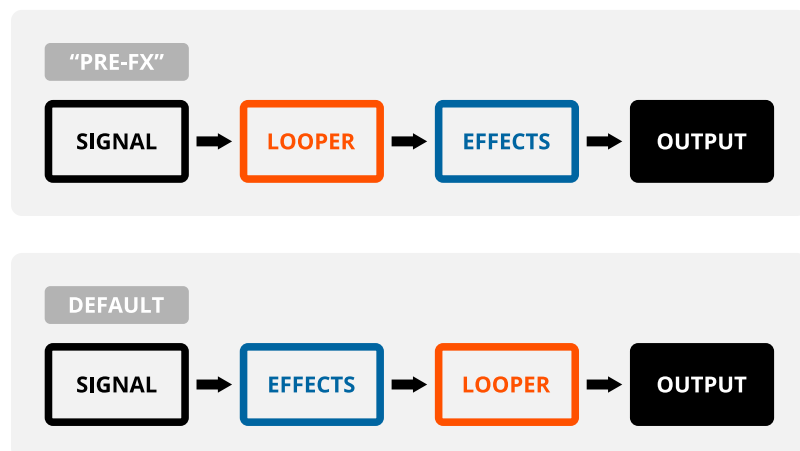 “PRE-FX”
SIGNAL LOOPER EFFECTS OUTPUT
DEFAULT
SIGNAL EFFECTS LOOPER OUTPUT